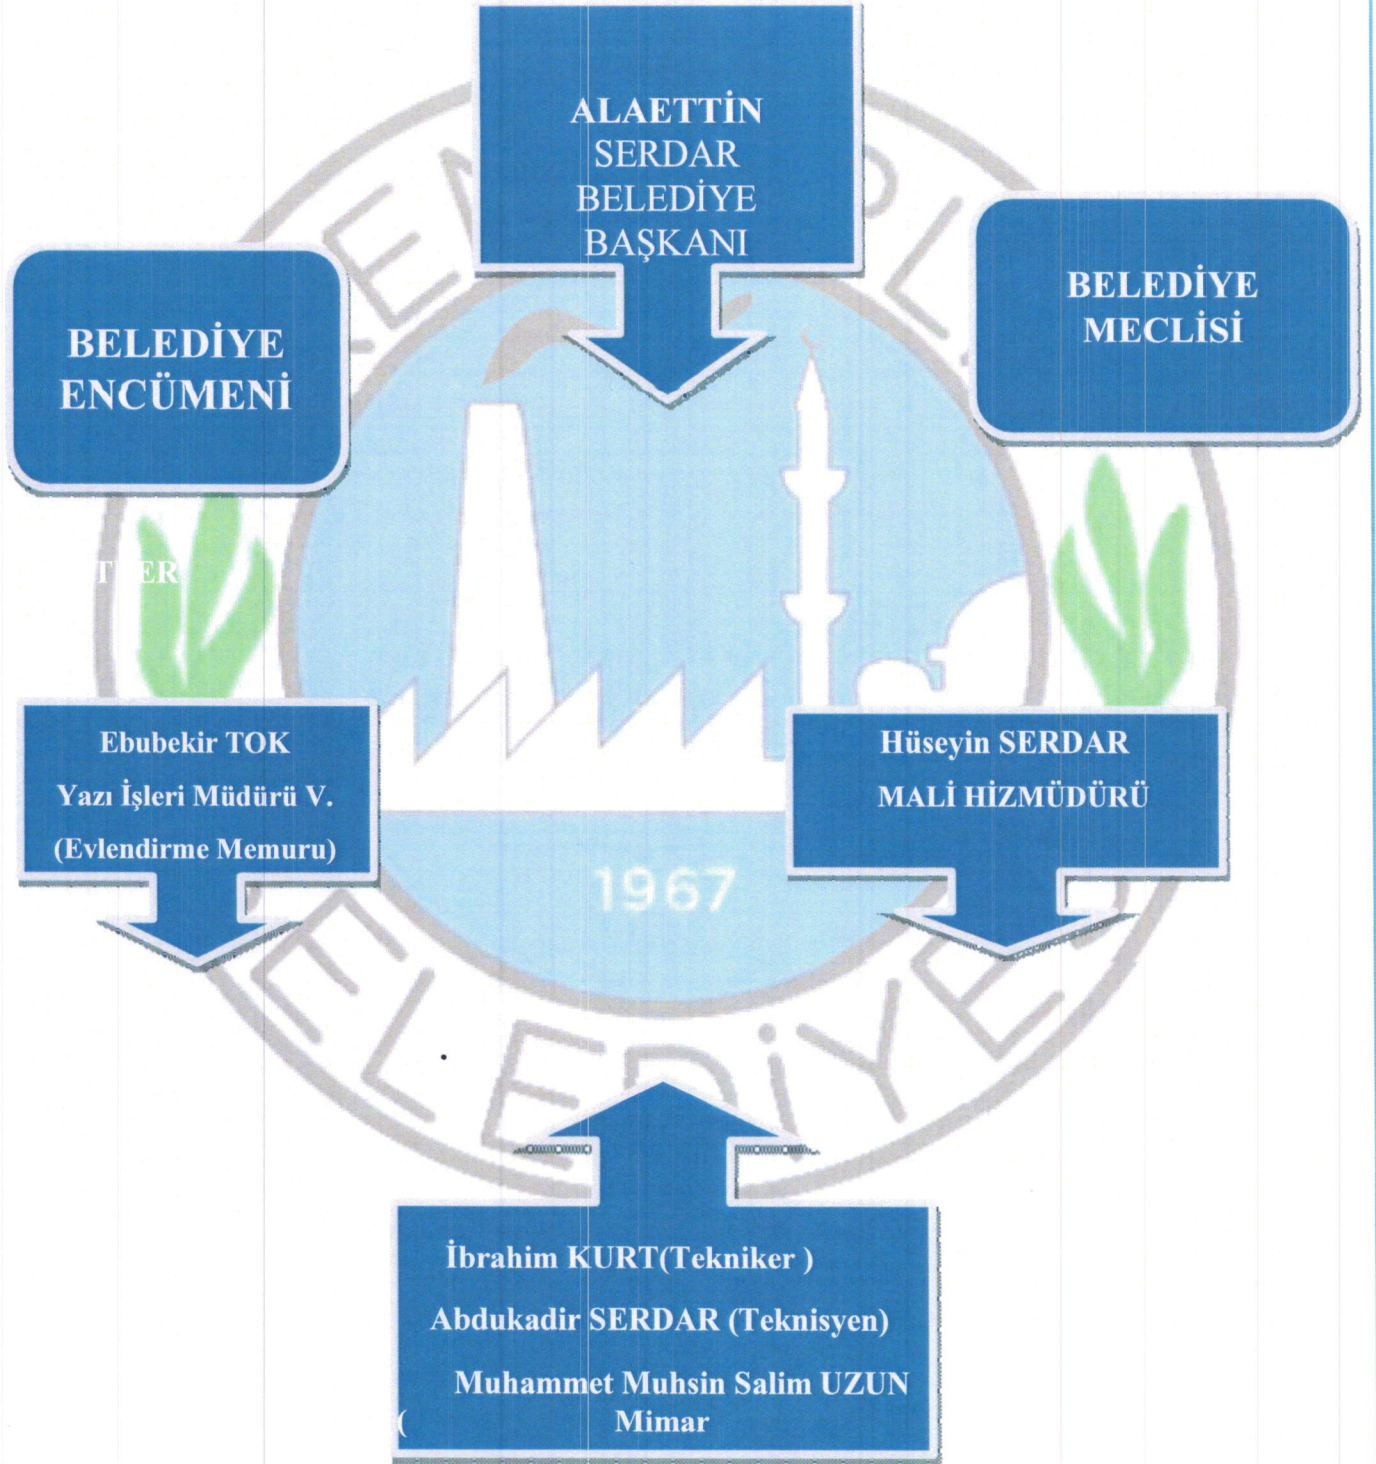 ALAETTİN
SERDAR
BELEDİYE
BAŞKANI
BELEDİYE
ENCÜMENİ
BELEDİYE
MECLİSİ
Ebubekir TOK
Yazı İşleri Müdürü V.
(Evlendirme Memuru)
Hüseyin SERDAR
MALİ HİZMÜDÜRÜ
1967
İbrahim KURT(Tekniker )
Abdukadir SERDAR (Teknisyen)
Muhammet Muhsin Salim UZUN
( Mimar